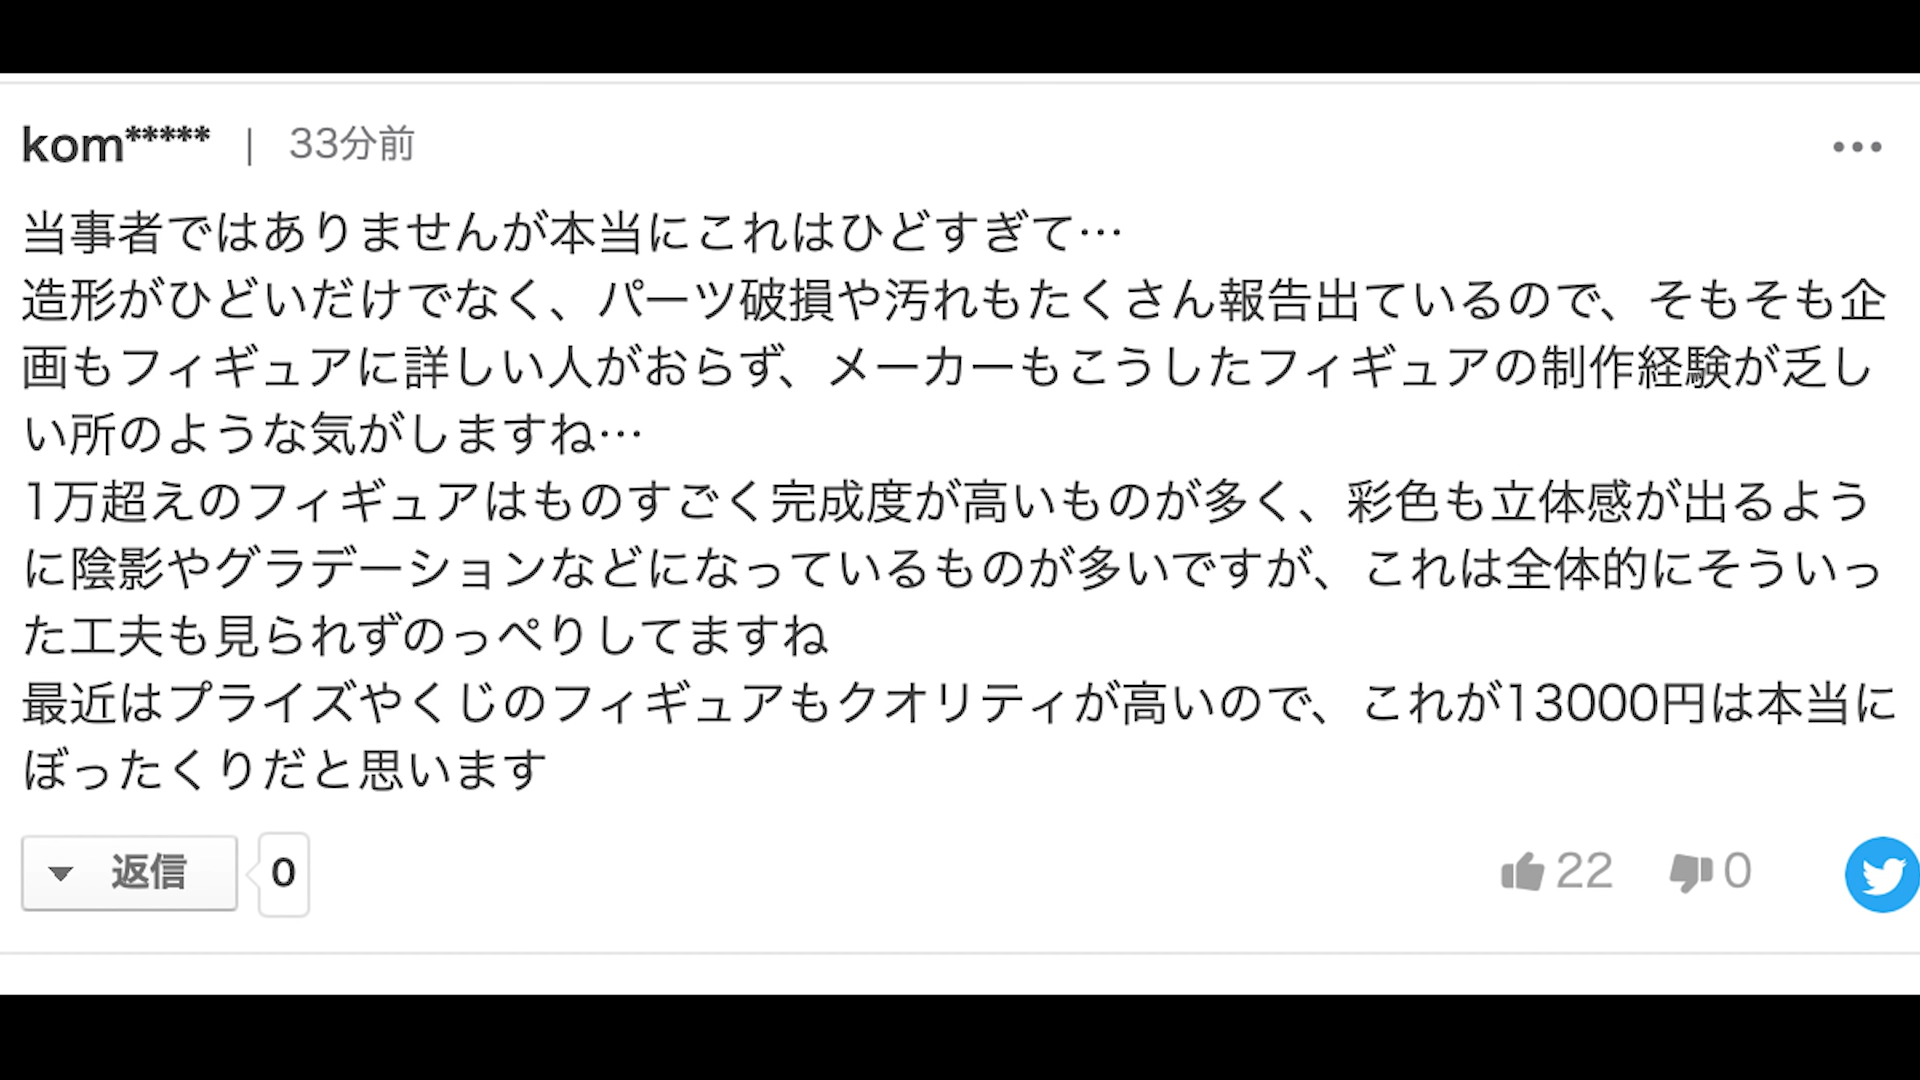 kom***** | 33分前
当事者ではありませんが本当にこれはひどすぎて…
造形がひどいだけでなく、パーツ破損や汚れもたくさん報告出ているので、そもそも企
画もフィギュアに詳しい人がおらず、メーカーもこうしたフィギュアの制作経験が乏し
い所のような気がしますね…
1万超えのフィギュアはものすごく完成度が高いものが多く、彩色も立体感が出るよう
に陰影やグラデーションなどになっているものが多いですが、これは全体的にそういっ
た工夫も見られずのっぺりしてますね
最近はプライズやくじのフィギュアもクオリティが高いので、これが13000円は本当に
ぼったくりだと思います
返信 0 22 0